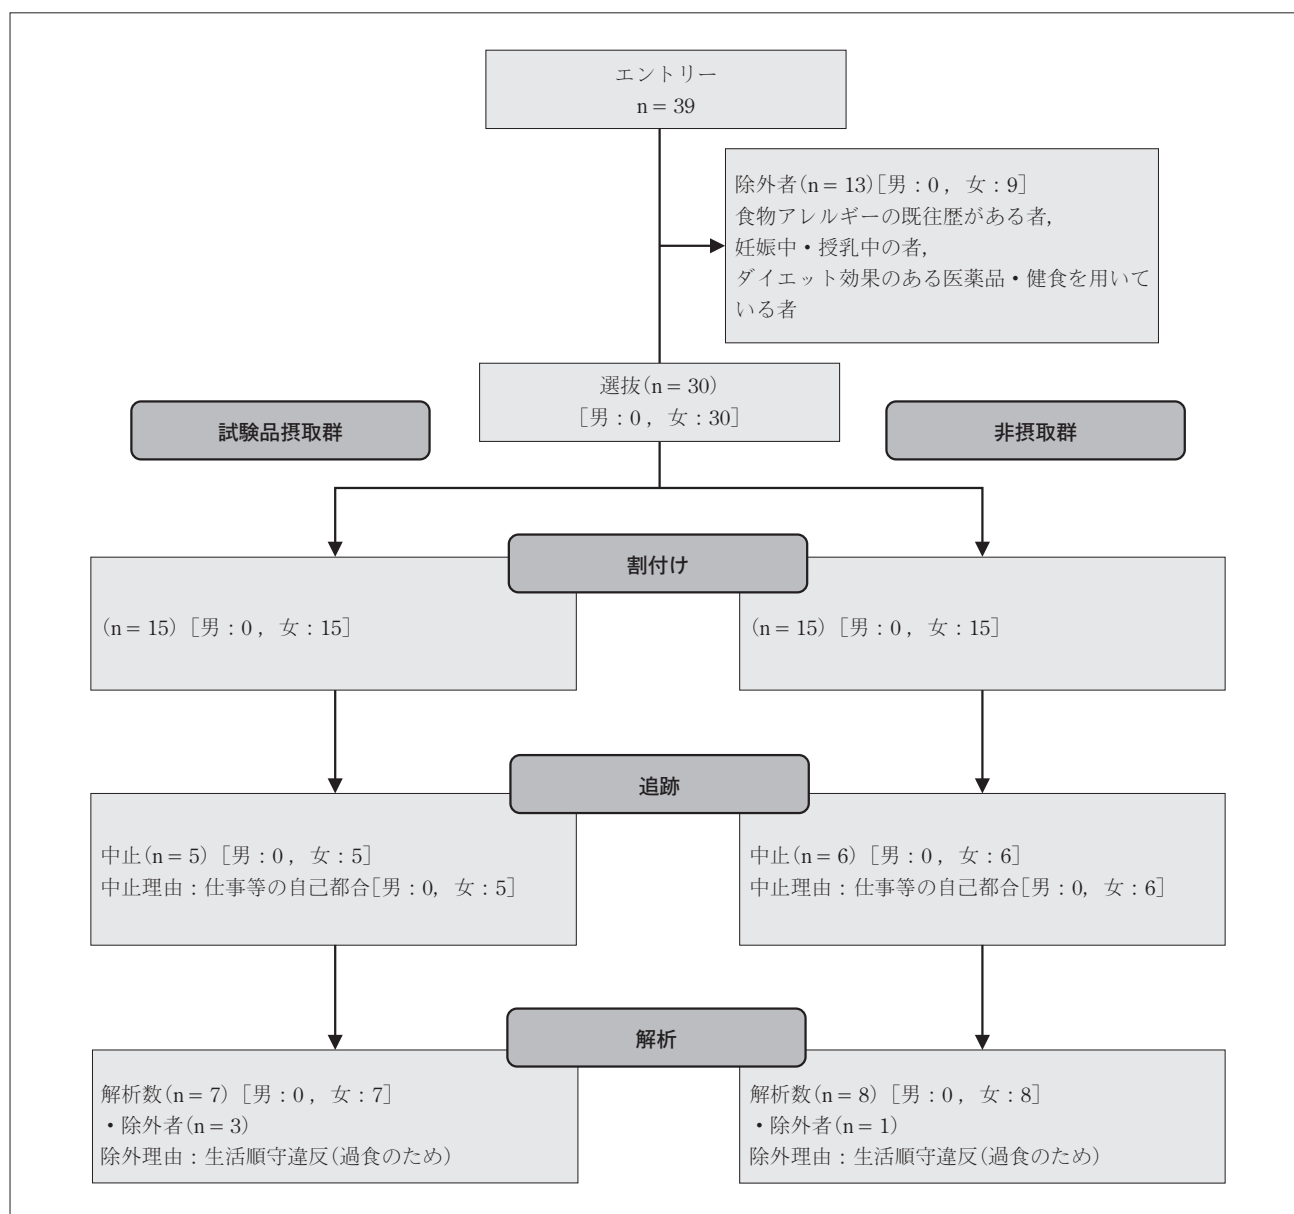 エントリー
n = 39
除外者(n = 13)[男:0, 女:9]
食物アレルギーの既往歴がある者,
妊娠中・授乳中の者,
ダイエット効果のある医薬品・健食を用いて
いる者
選抜(n = 30)
[男:0, 女:30]
試験品摂取群
非摂取群
割付け
(n = 15) [男:0, 女:15]
(n = 15) [男:0, 女:15]
追跡
中止(n = 5) [男:0, 女:5]
中止理由:仕事等の自己都合[男:0, 女:5]
中止(n = 6) [男:0, 女:6]
中止理由:仕事等の自己都合[男:0, 女:6]
解析
解析数(n = 7) [男:0, 女:7]
・除外者(n = 3)
除外理由:生活順守違反(過食のため)
解析数(n = 8) [男:0, 女:8]
・除外者(n = 1)
除外理由:生活順守違反(過食のため)